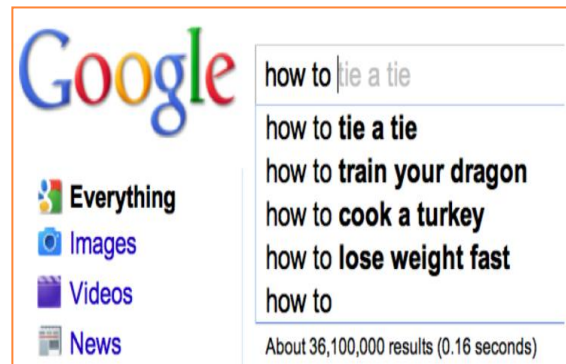 Google
how to tie a tie
how to tie a tie
how to train your dragon
how to cook a turkey
how to lose weight fast
how to
About 36,100,000 results (0.16 seconds)
Everything
Images
Videos
News